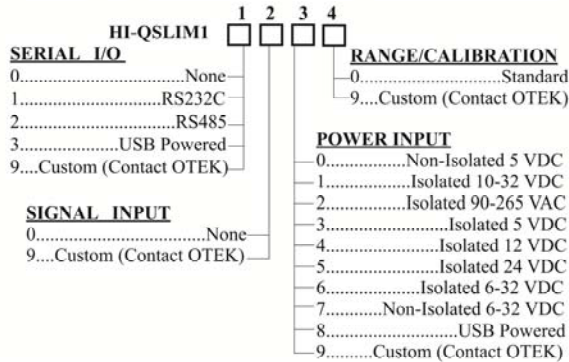 1 2 3 4
HI-QSLIM1
SERIAL I/O
0......................None
1....................RS232C
2.....................RS485
3.............USB Powered
9....Custom (Contact OTEK)
SIGNAL INPUT
0..............................None
9....Custom (Contact OTEK)
RANGE/CALIBRATION
0.........................Standard
9....Custom (Contact OTEK)
POWER INPUT
0..............Non-Isolated 5 VDC
1...............Isolated 10-32 VDC
2.............Isolated 90-265 VAC
3.....................Isolated 5 VDC
4...................Isolated 12 VDC
5...................Isolated 24 VDC
6................Isolated 6-32 VDC
7...........Non-Isolated 6-32 VDC
8......................USB Powered
9...........Custom (Contact OTEK)